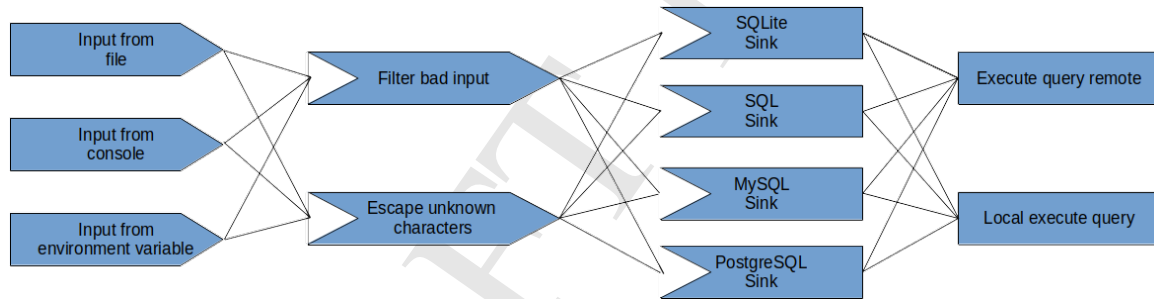 Input from
file
Input from
console
Input from
environment variable
Filter bad input
Escape unknown
characters
SQLite
Sink
SQL
Sink
MySQL
Sink
PostgreSQL
Sink
Execute query remote
Local execute query